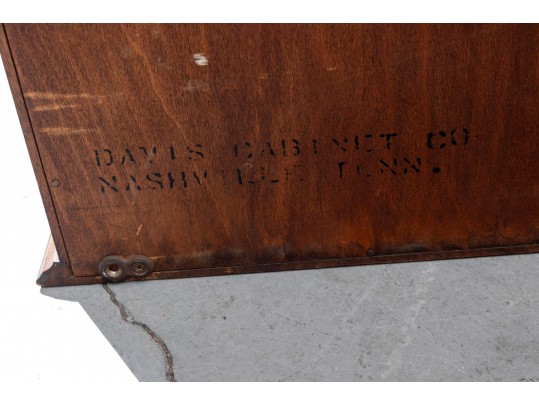 DAVIS CABINET CO
NASHVILLE TENN.